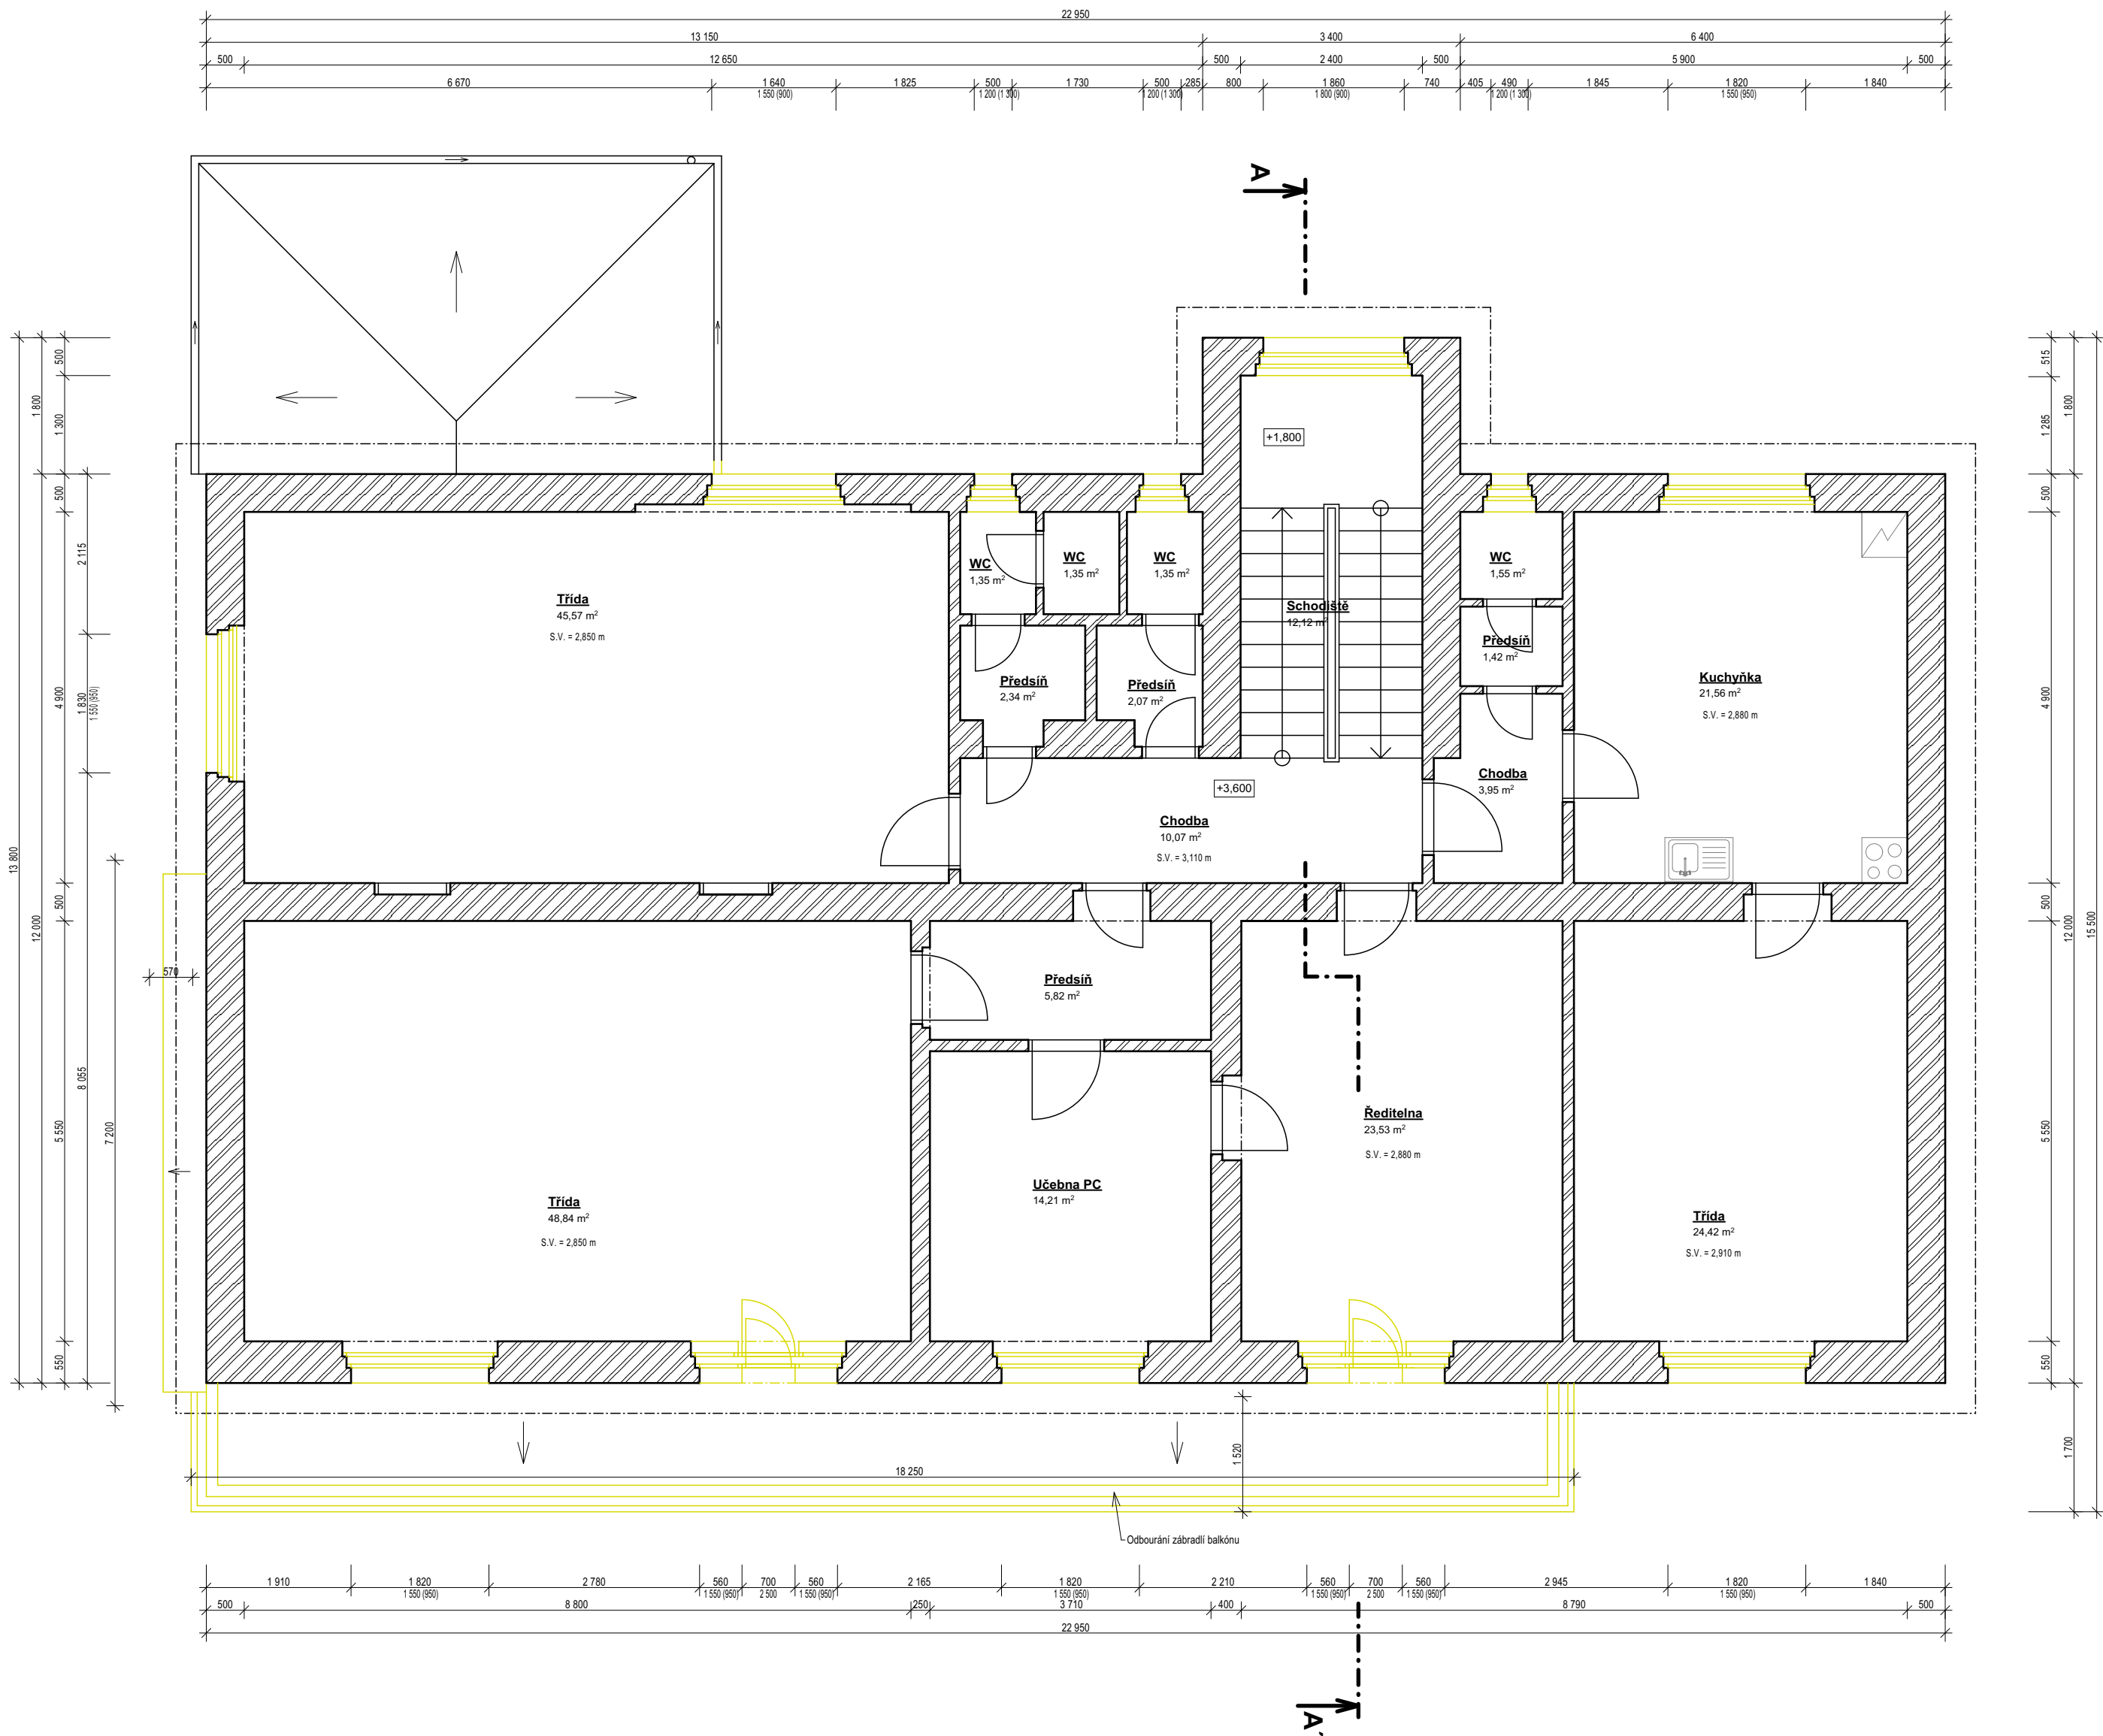 22 950
13 150 3 400 6 400
500 12 650 500 2 400 500 5 900 500
6 670 1 640 1 825 500 1 730 500 285 800 1 860 740 405 490 1 845 1 820 1 840
1 550 (900) 1 200 (1 300) 1 200 (1 300) 1 800 (900) 1 200 (1 300) 1 550 (950)
A
13 800
1 800
12 000
500
1 300
500
4 900
500
5 550
550
2 115
1 830
1 550 (950)
8 055
7 200
570
515
1 285
500
4 900
500
5 550
550
1 800
12 000
1 700
15 500
+1,800
Třída
45,57 m²
S.V. = 2,850 m
WC
1,35 m²
WC
1,35 m²
WC
1,35 m²
Předsíň
2,34 m²
Předsíň
2,07 m²
Schodiště
12,12 m²
WC
1,55 m²
Předsíň
1,42 m²
Kuchyňka
21,56 m²
S.V. = 2,880 m
Chodba
3,95 m²
+3,600
Chodba
10,07 m²
S.V. = 3,110 m
Předsíň
5,82 m²
Třída
48,84 m²
S.V. = 2,850 m
Učebna PC
14,21 m²
Ředitelna
23,53 m²
S.V. = 2,880 m
Třída
24,42 m²
S.V. = 2,910 m
1 520
18 250
Odbourání zábradlí balkónu
1 910 1 820 2 780 560 700 560 2 165 1 820 2 210 560 700 560 2 945 1 820 1 840
1 550 (950) 1 550 (950) 2 500 1 550 (950) 1 550 (950) 1 550 (950) 2 500 1 550 (950) 1 550 (950)
500 8 800 250 3 710 400 8 790 500
22 950
A'